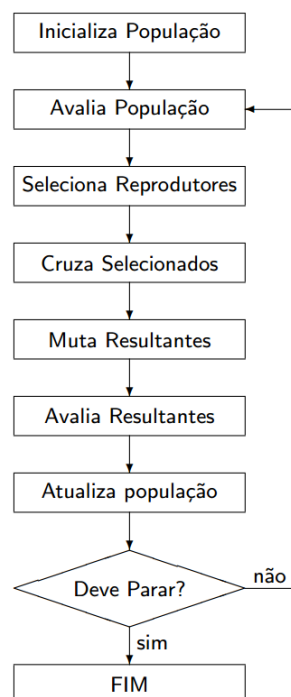 Inicializa População
Avalia População
Seleciona Reprodutores
Cruza Selecionados
Muta Resultantes
Avalia Resultantes
Atualiza população
Deve Parar?
não
sim
FIM